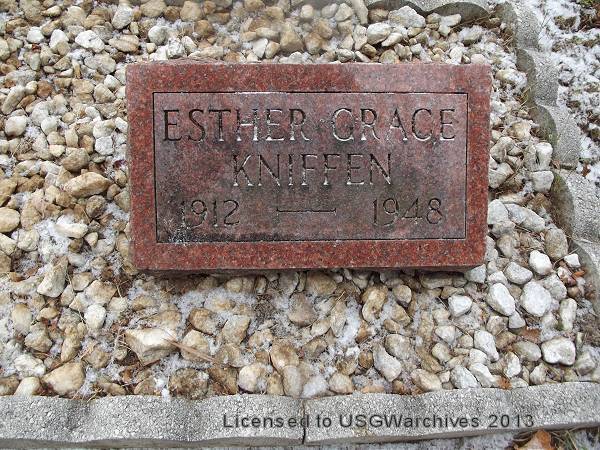 ESTHER GRACE
KNIFFEN
1912 — 1948
Licensed to USGWarchives 2013